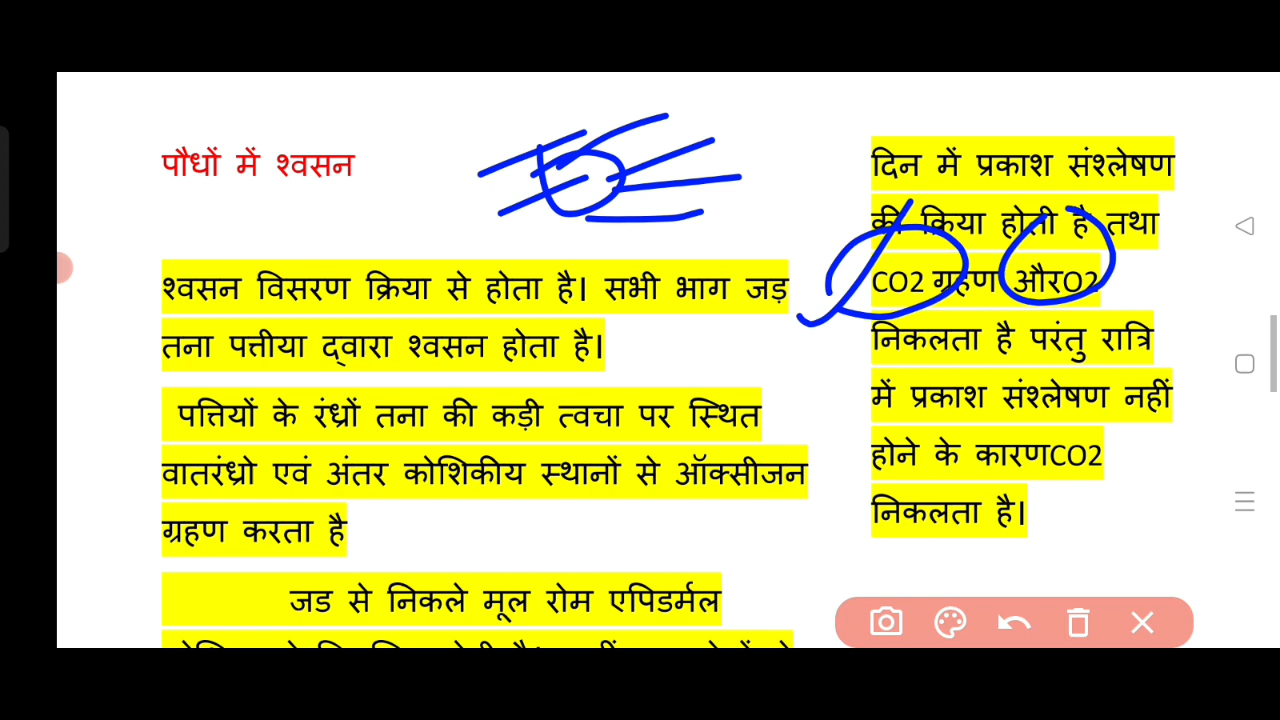 पौधों में श्वसन
श्वसन विसरण क्रिया से होता है। सभी भाग जड़
तना पत्तीया द्वारा श्वसन होता है।
पत्तियों के रंध्रों तना की कड़ी त्वचा पर स्थित
वातरंध्रो एवं अंतर कोशिकीय स्थानों से ऑक्सीजन
ग्रहण करता है
जड से निकले मूल रोम एपिडर्मल
दिन में प्रकाश संश्लेषण
की क्रिया होती है तथा
CO2 ग्रहण औरO2
निकलता है परंतु रात्रि
में प्रकाश संश्लेषण नहीं
होने के कारणCO2
निकलता है।